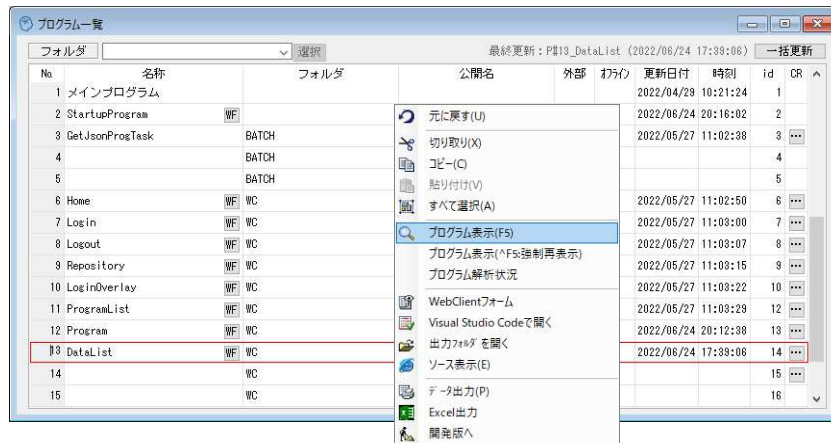 プログラム一覧
フォルダ 選択 最終更新：P#13_DataList (2022/06/24 17:39:06) 一括更新
No. 名称 フォルダ 公開名 外部 オフライン 更新日付 時刻 id CR
1 メインプログラム 2022/04/29 10:21:24 1
2 StartupProgram WF 2022/06/24 20:16:02 2
3 GetJsonProgTask BATCH 2022/05/27 11:02:38 3 ...
4 BATCH 4
5 BATCH 5
6 Home WF WC 2022/05/27 11:02:50 6 ...
7 Login WF WC 2022/05/27 11:03:00 7 ...
8 Logout WF WC 2022/05/27 11:03:07 8 ...
9 Repository WF WC 2022/05/27 11:03:15 9 ...
10 LoginOverlay WF WC 2022/05/27 11:03:22 10 ...
11 ProgramList WF WC 2022/05/27 11:03:29 12 ...
12 Program WF WC 2022/06/24 20:12:38 13 ...
13 DataList WF WC 2022/06/24 17:39:06 14 ...
14 WC 15 ...
15 WC 16
元に戻す(U)
切り取り(X)
コピー(C)
貼り付け(V)
すべて選択(A)
プログラム表示(F5)
プログラム表示(^F5:強制再表示)
プログラム解析状況
WebClientフォーム
Visual Studio Codeで開く
出力フォルダを開く
ソース表示(E)
データ出力(P)
Excel出力
開発版へ